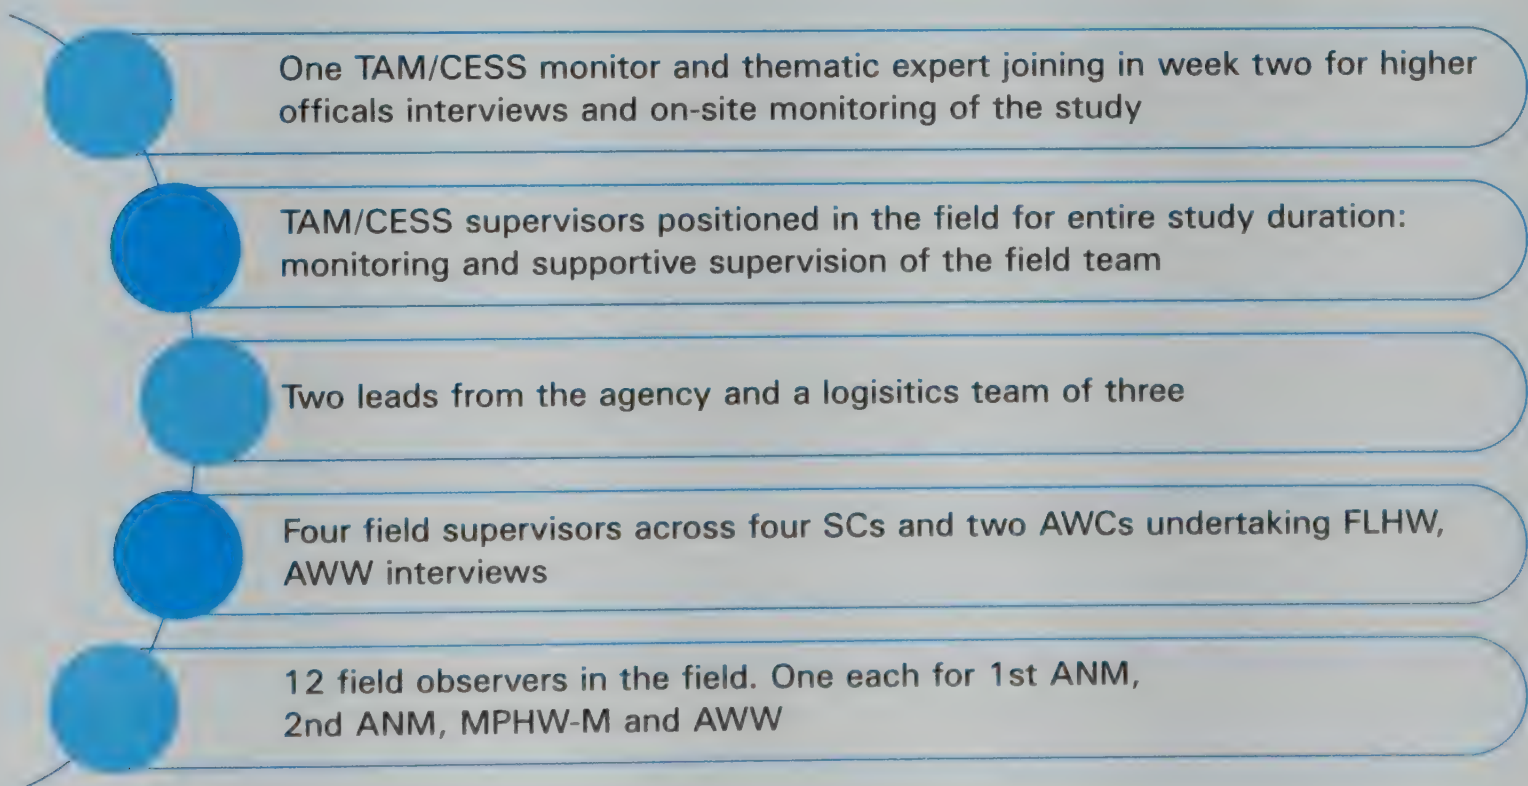 One TAM/CESS monitor and thematic expert joining in week two for higher
officals interviews and on-site monitoring of the study
TAM/CESS supervisors positioned in the field for entire study duration:
monitoring and supportive supervision of the field team
Two leads from the agency and a logisitics team of three
Four field supervisors across four SCs and two AWCs undertaking FLHW,
AWW interviews
12 field observers in the field. One each for 1st ANM,
2nd ANM, MPHW-M and AWW